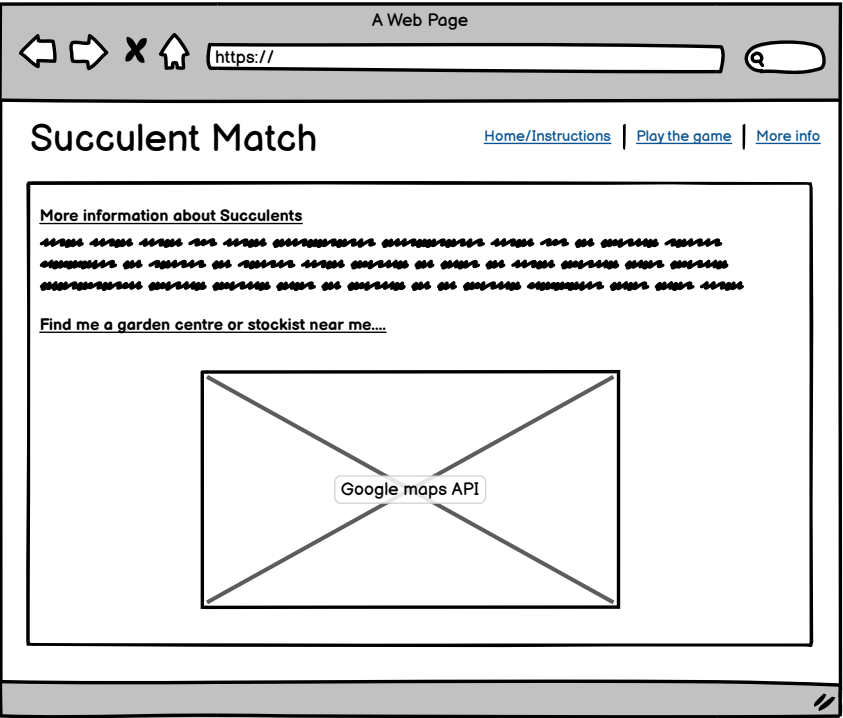 A Web Page
https://
Succulent Match
Home/Instructions
Play the game
More info
More information about Succulents
Find me a garden centre or stockist near me....
Google maps API